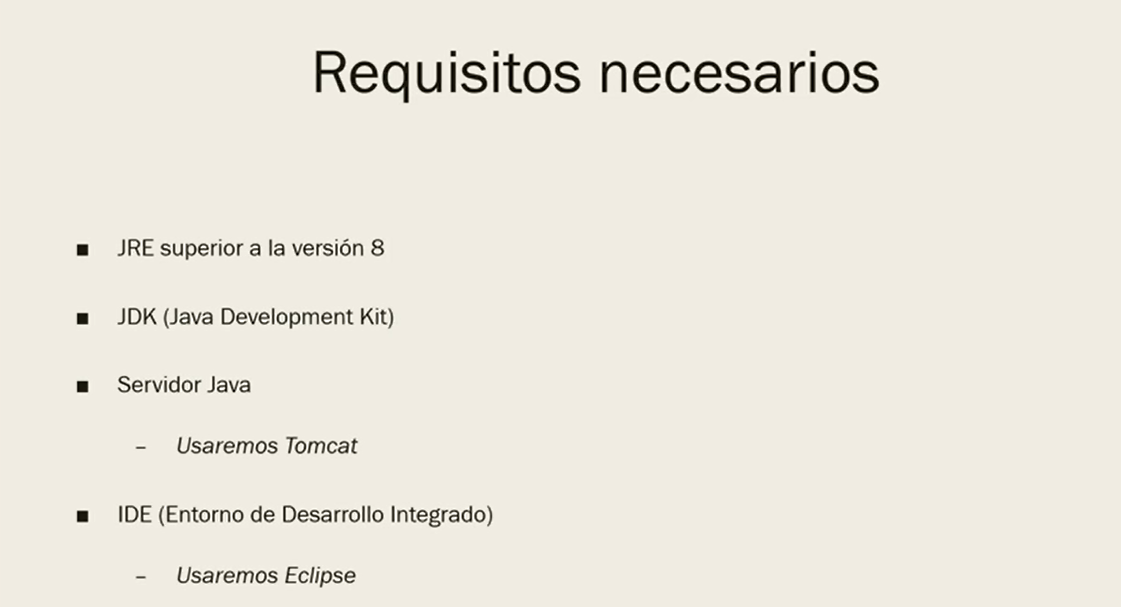 Requisitos necesarios
■ JRE superior a la versión 8
■ JDK (Java Development Kit)
■ Servidor Java
– Usaremos Tomcat
■ IDE (Entorno de Desarrollo Integrado)
– Usaremos Eclipse